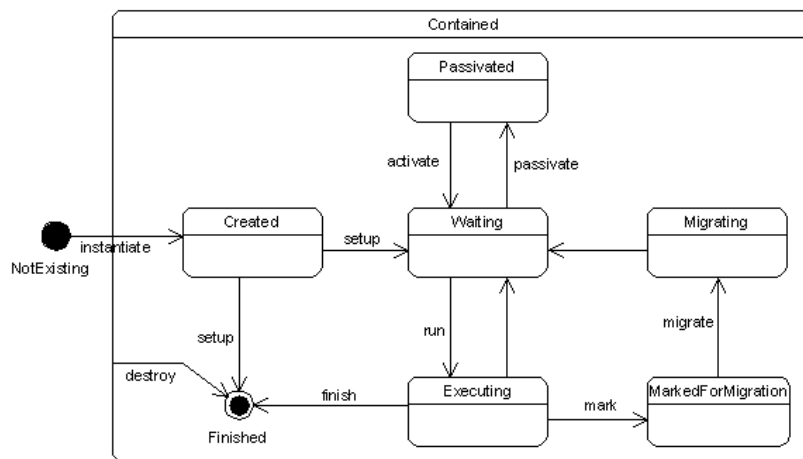 Contained
Passivated
activate
passivate
Created
Waiting
Migrating
instantiate
setup
NotExisting
setup
run
migrate
destroy
Executing
MarkedForMigration
finish
mark
Finished